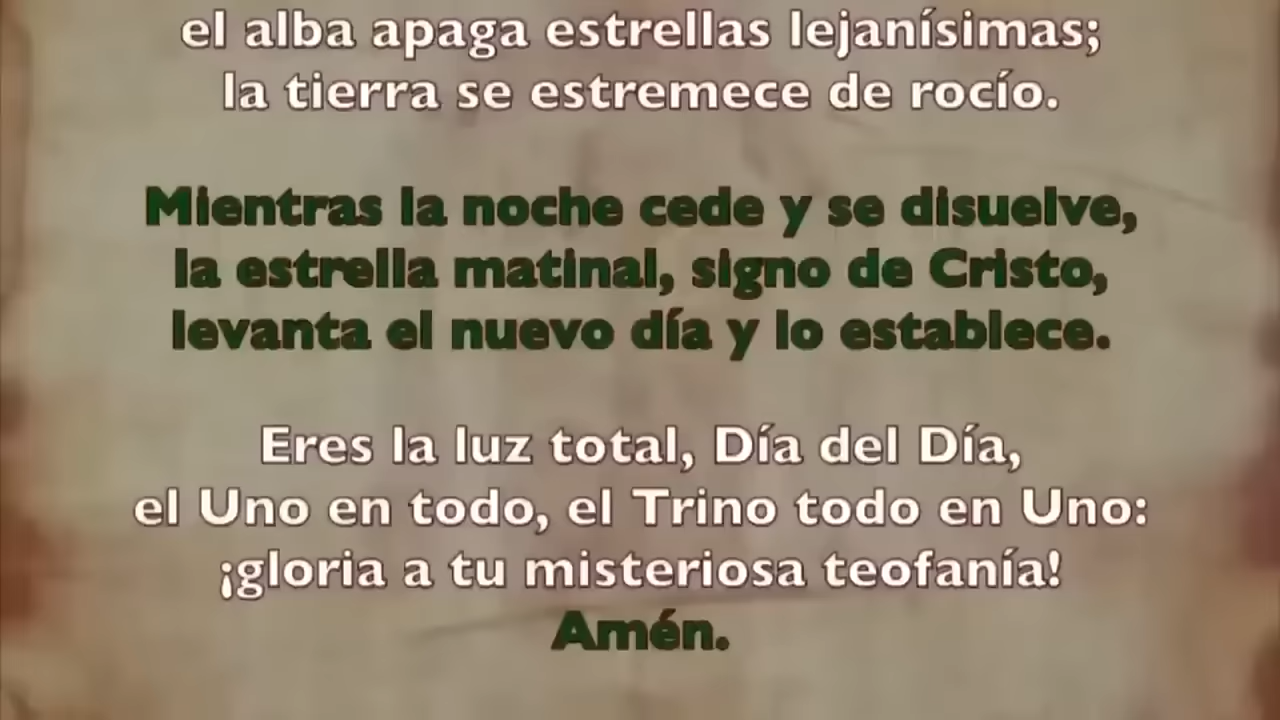 el alba apaga estrellas lejanísimas;
la tierra se estremece de rocío.
Mientras la noche cede y se disuelve,
la estrella matinal, signo de Cristo,
levanta el nuevo día y lo establece.
Eres la luz total, Día del Día,
el Uno en todo, el Trino todo en Uno:
¡gloria a tu misteriosa teofanía!
Amén.